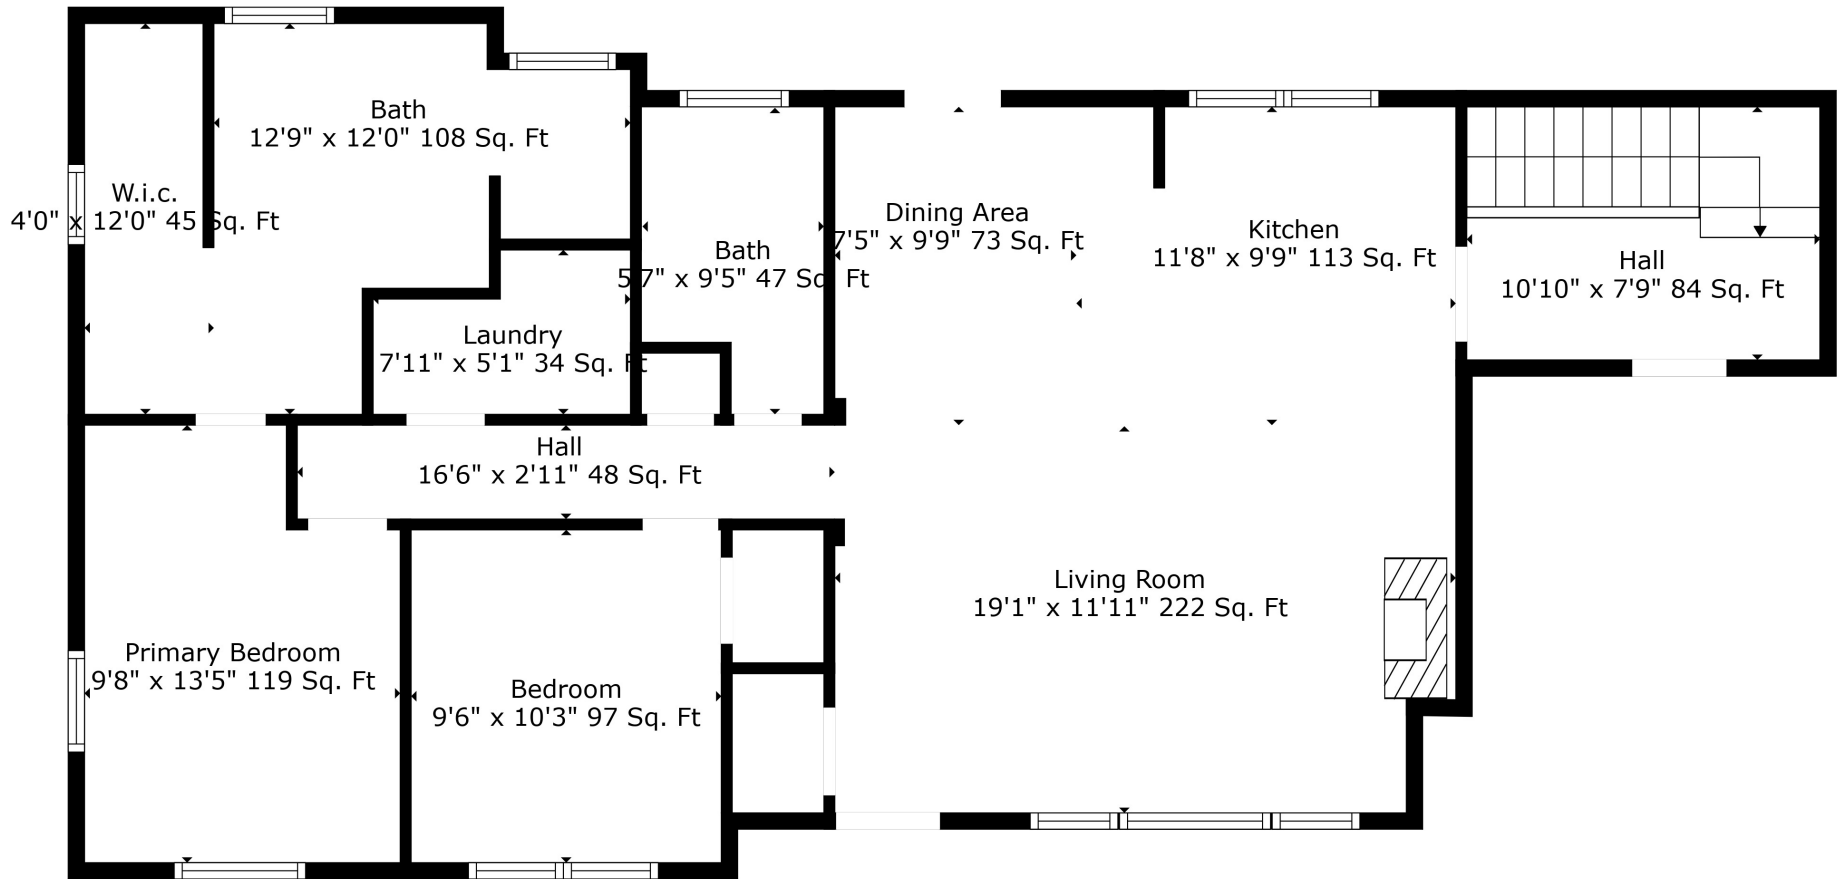 Bath
12'9" x 12'0" 108 Sq. Ft
W.i.c.
4'0" x 12'0" 45 Sq. Ft
Dining Area
7'5" x 9'9" 73 Sq. Ft
Kitchen
11'8" x 9'9" 113 Sq. Ft
Bath
5'7" x 9'5" 47 Sq. Ft
Hall
10'10" x 7'9" 84 Sq. Ft
Laundry
7'11" x 5'1" 34 Sq. Ft
Hall
16'6" x 2'11" 48 Sq. Ft
Living Room
19'1" x 11'11" 222 Sq. Ft
Primary Bedroom
9'8" x 13'5" 119 Sq. Ft
Bedroom
9'6" x 10'3" 97 Sq. Ft